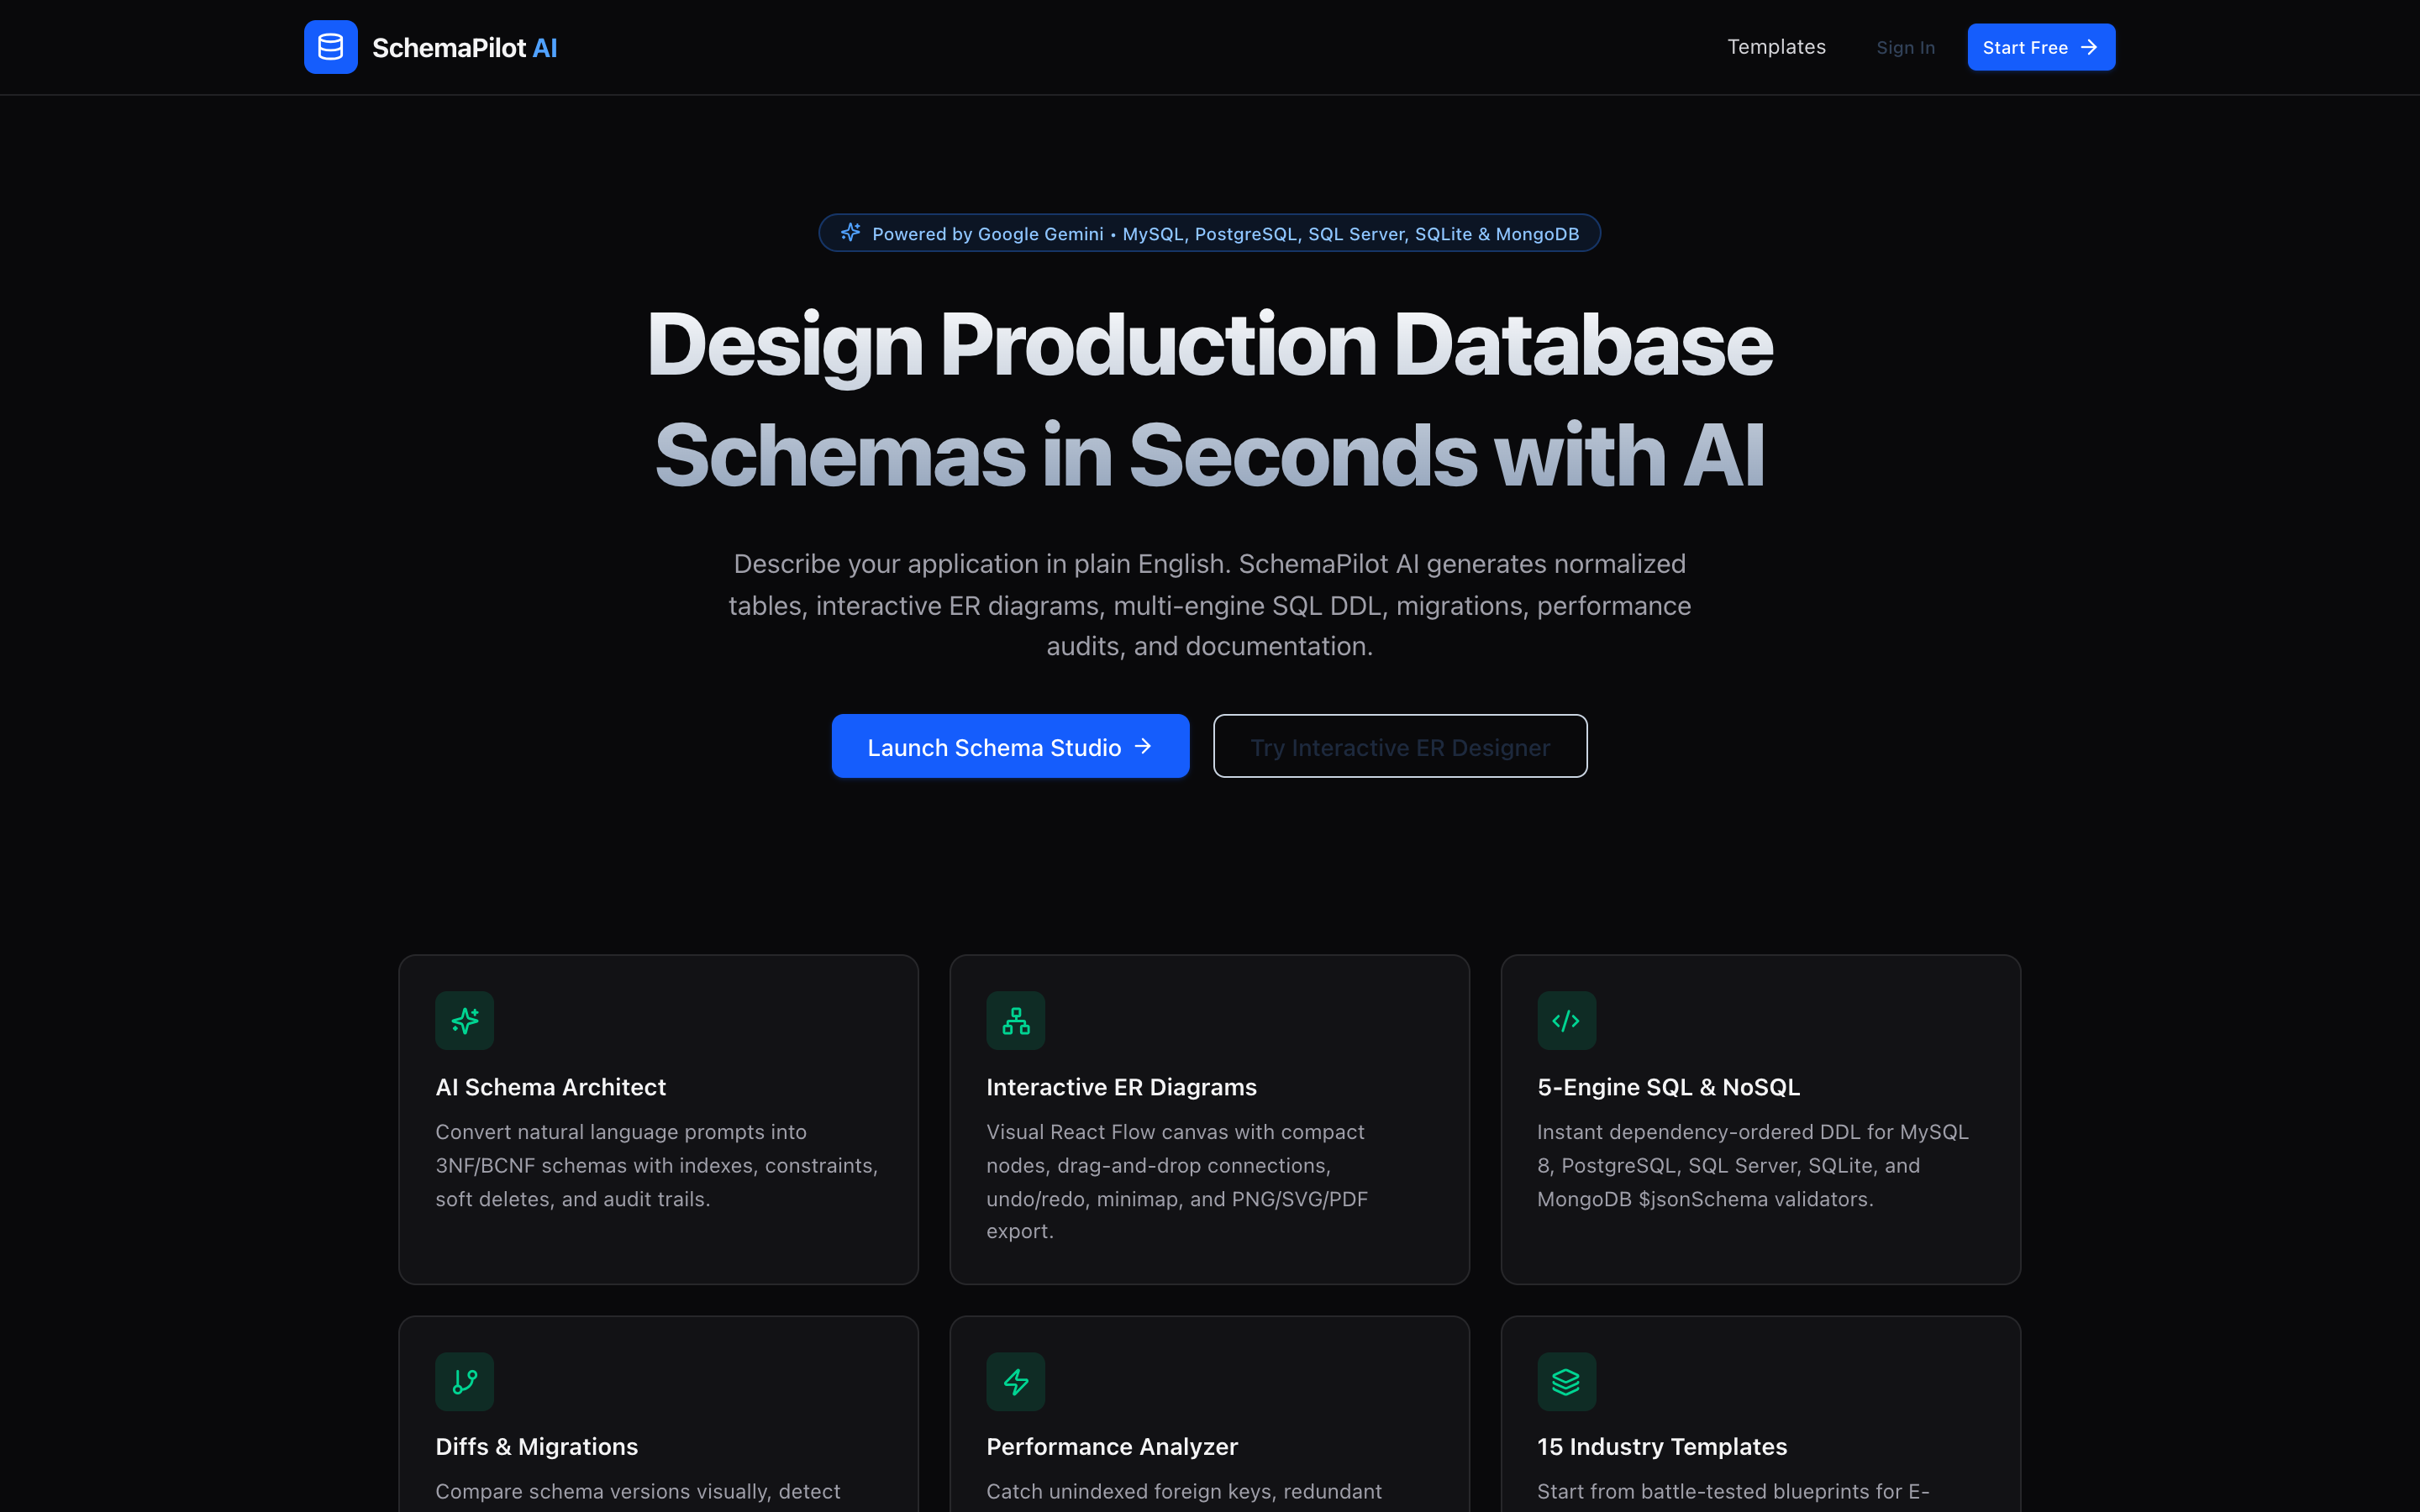 SchemaPilot AI
Templates
Sign In
Start Free
Powered by Google Gemini • MySQL, PostgreSQL, SQL Server, SQLite & MongoDB
Design Production Database
Schemas in Seconds with AI
Describe your application in plain English. SchemaPilot AI generates normalized
tables, interactive ER diagrams, multi-engine SQL DDL, migrations, performance
audits, and documentation.
Launch Schema Studio
Try Interactive ER Designer
AI Schema Architect
Convert natural language prompts into
3NF/BCNF schemas with indexes, constraints,
soft deletes, and audit trails.
Interactive ER Diagrams
Visual React Flow canvas with compact
nodes, drag-and-drop connections,
undo/redo, minimap, and PNG/SVG/PDF
export.
5-Engine SQL & NoSQL
Instant dependency-ordered DDL for MySQL
8, PostgreSQL, SQL Server, SQLite, and
MongoDB $jsonSchema validators.
Diffs & Migrations
Compare schema versions visually, detect
Performance Analyzer
Catch unindexed foreign keys, redundant
15 Industry Templates
Start from battle-tested blueprints for E-